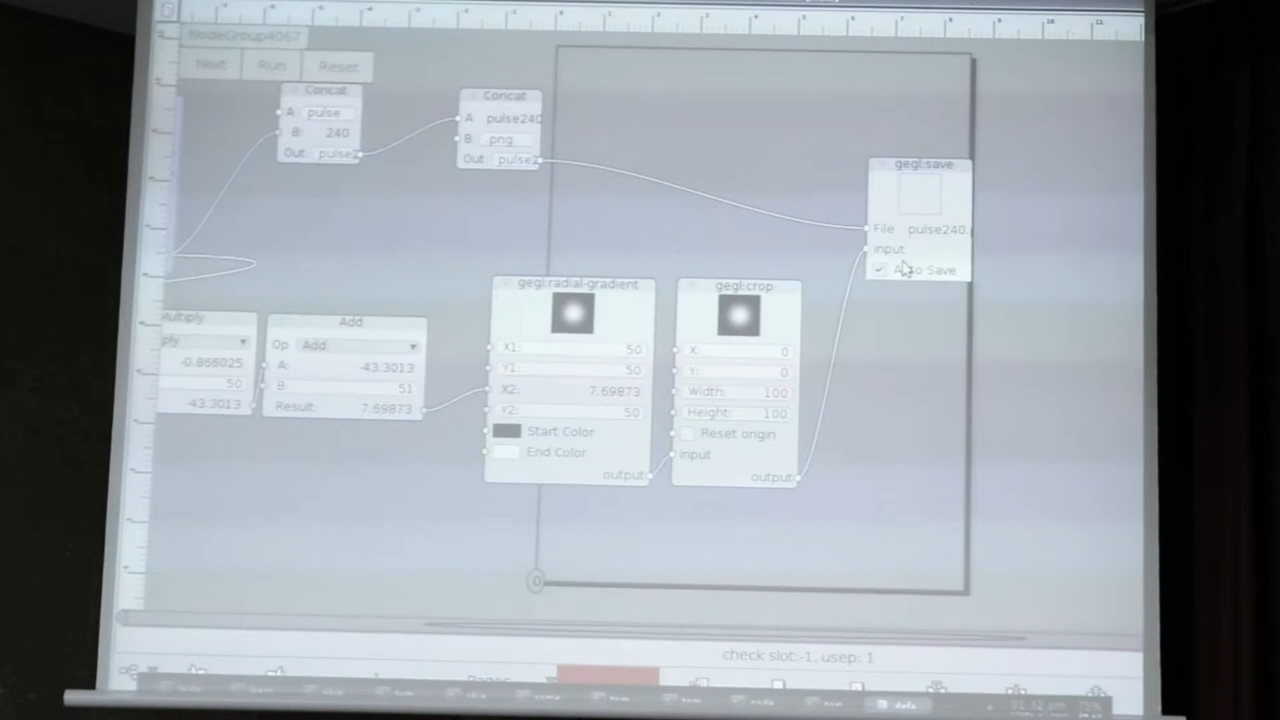 NodeGroup4067
Next Run Reset
Concat
A pulse
B: 240
Out pulse2
Concat
A pulse240
B .png
Out pulse2
gegl:save
File pulse240.
input
Auto Save
-0.866025
50
-43.3013
Add
Op Add
A: -43.3013
B: 51
Result: 7.69873
gegl:radial-gradient
X1: 50
Y1: 50
X2: 7.69873
Y2: 50
Start Color
End Color
output
gegl:crop
X: 0
Y: 0
Width: 100
Height: 100
Reset origin
input
output
check slot:-1, usep: 1